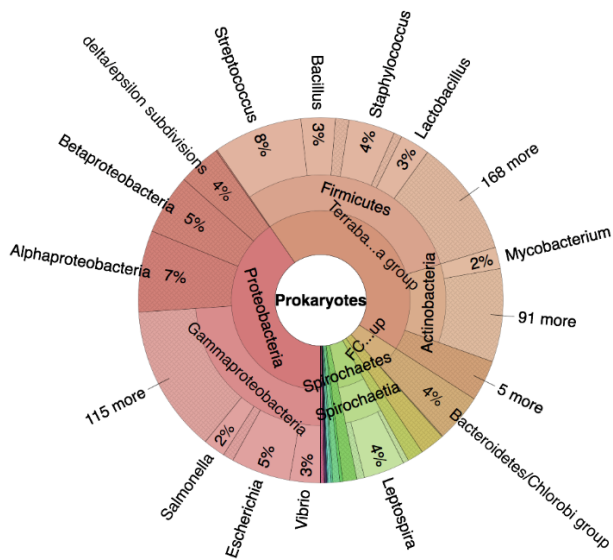 Streptococcus
8%
Bacillus
3%
Staphylococcus
4%
Lactobacillus
3%
168 more
Mycobacterium
2%
91 more
5 more
Bacteroidetes/Chlorobi group
4%
Leptospira
4%
Vibrio
3%
Escherichia
5%
Salmonella
2%
115 more
Alphaproteobacteria
7%
Betaproteobacteria
5%
delta/epsilon subdivisions
4%
Firmicutes
Terraba...a group
Actinobacteria
FC...up
Spirochaetes
Spirochaetia
Gammaproteobacteria
Proteobacteria
Prokaryotes